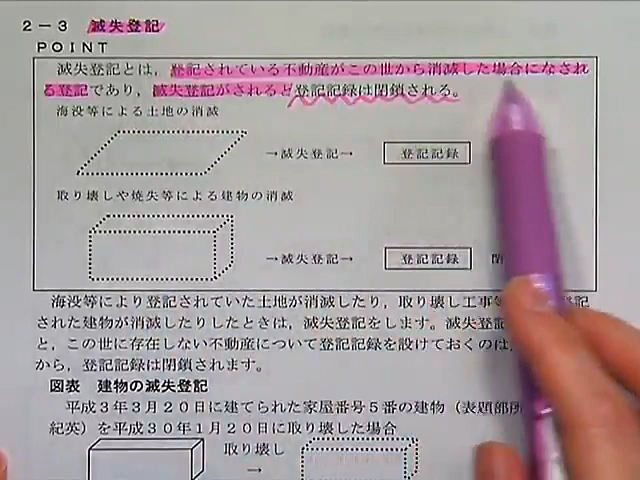 2－3 滅失登記
POINT
滅失登記とは，登記されている不動産がこの世から消滅した場合になされ
る登記であり，滅失登記がされると登記記録は閉鎖される。
海没等による土地の消滅
→滅失登記→ 登記記録
取り壊しや焼失等による建物の消滅
→滅失登記→ 登記記録 閉
海没等により登記されていた土地が消滅したり，取り壊し工事 登記
された建物が消滅したりしたときは，滅失登記をします。滅失登記
と，この世に存在しない不動産について登記記録を設けておくのは，
から，登記記録は閉鎖されます。
図表 建物の滅失登記
平成３年３月２０日に建てられた家屋番号５番の建物（表題部所
紀英）を平成３０年１月２０日に取り壊した場合
取り壊し
→